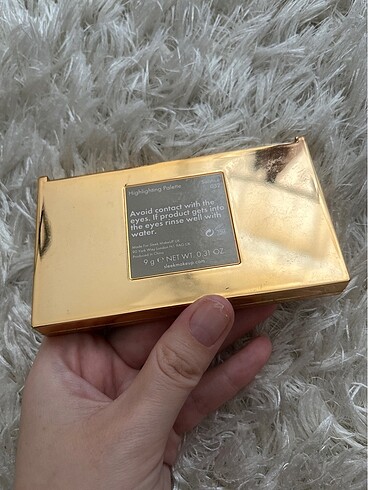 Highlighting Palette
Avoid contact with the
eyes. If product gets into
the eyes rinse well with
water.
9 g e NET WT. 0.31 OZ.
sleekmakeup.com